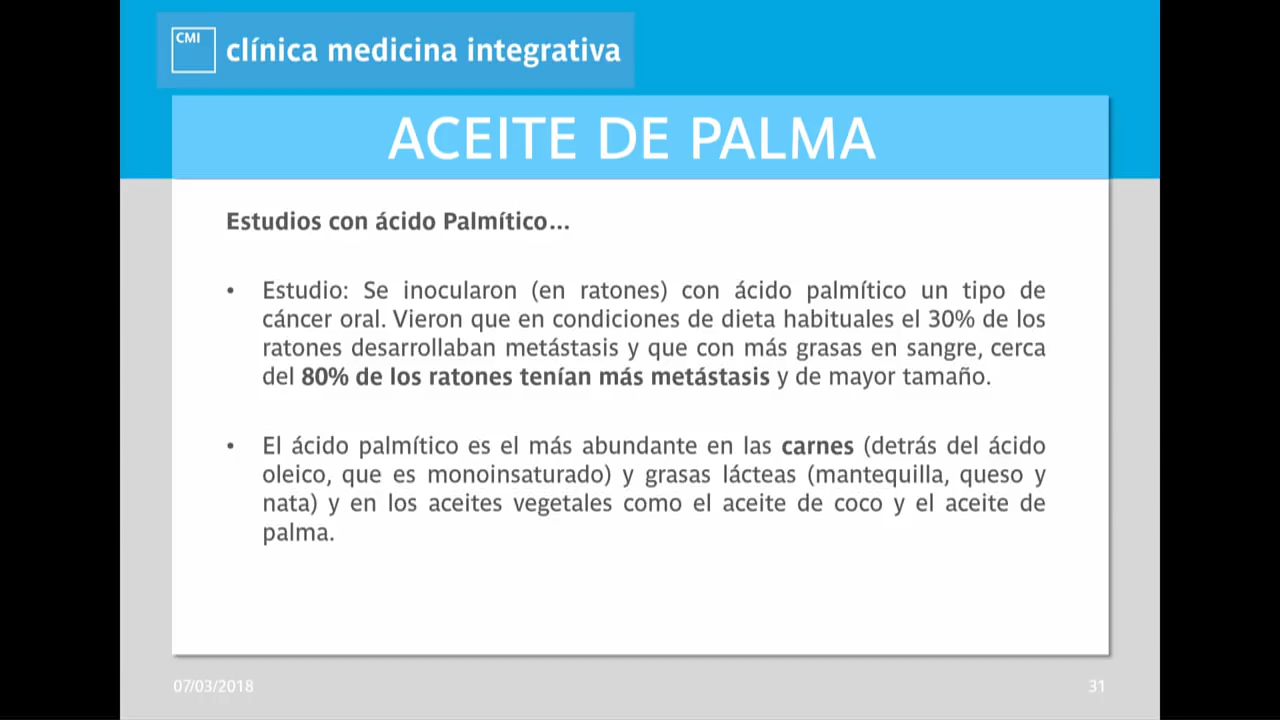 CMI
clínica medicina integrativa
ACEITE DE PALMA
Estudios con ácido Palmítico...
• Estudio: Se inocularon (en ratones) con ácido palmítico un tipo de
cáncer oral. Vieron que en condiciones de dieta habituales el 30% de los
ratones desarrollaban metástasis y que con más grasas en sangre, cerca
del 80% de los ratones tenían más metástasis y de mayor tamaño.
• El ácido palmítico es el más abundante en las carnes (detrás del ácido
oleico, que es monoinsaturado) y grasas lácteas (mantequilla, queso y
nata) y en los aceites vegetales como el aceite de coco y el aceite de
palma.
07/03/2018
31